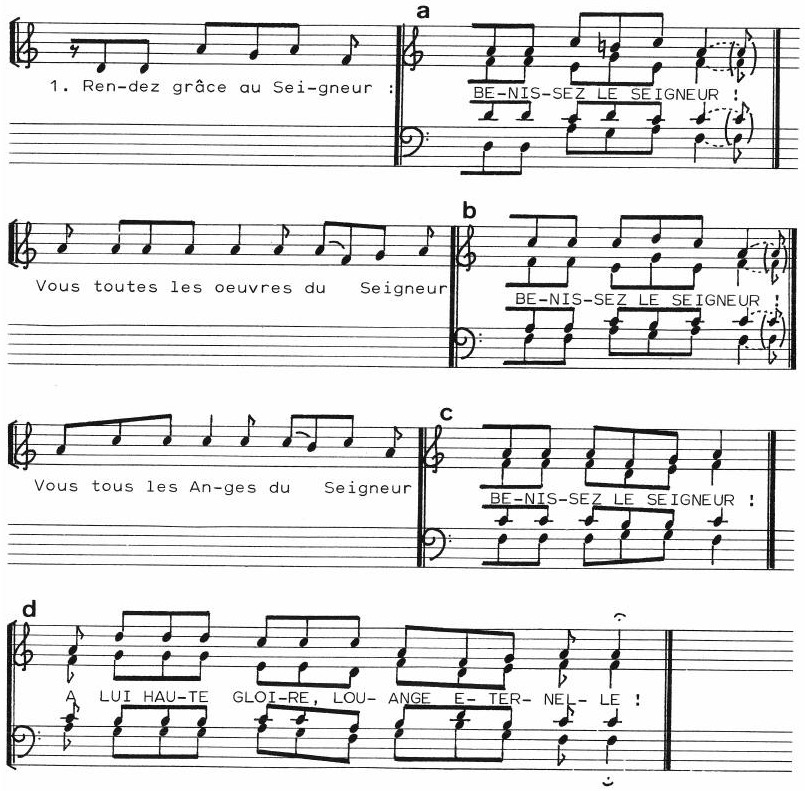 a
1. Ren-dez grâce au Sei-gneur :
BE-NIS-SEZ LE SEIGNEUR !
b
Vous toutes les oeuvres du Seigneur
BE-NIS-SEZ LE SEIGNEUR !
c
Vous tous les An-ges du Seigneur
BE-NIS-SEZ LE SEIGNEUR !
d
A LUI HAU-TE GLOI-RE, LOU- ANGE E- TER- NEL- LE !